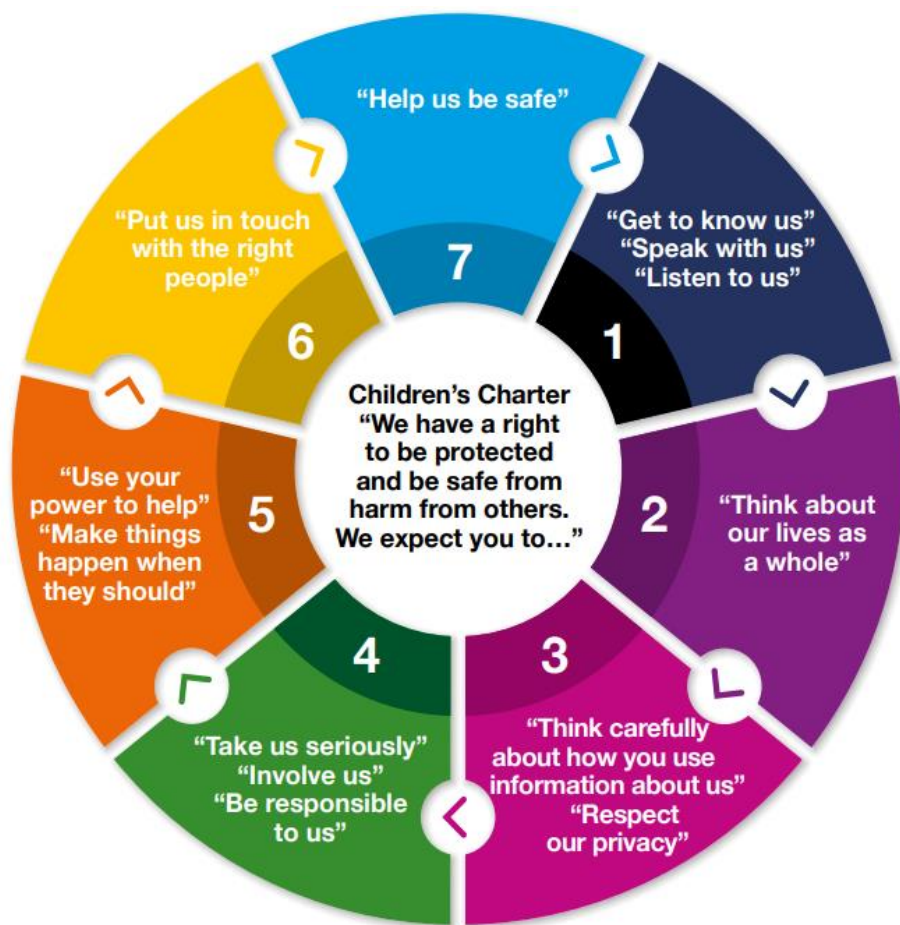 Children’s Charter
“We have a right
to be protected
and be safe from
harm from others.
We expect you to…”
1
“Get to know us”
“Speak with us”
“Listen to us”
2
“Think about
our lives as
a whole”
3
“Think carefully
about how you use
information about us”
“Respect
our privacy”
4
“Take us seriously”
“Involve us”
“Be responsible
to us”
5
“Use your
power to help”
“Make things
happen when
they should”
6
“Put us in touch
with the right
people”
7
“Help us be safe”